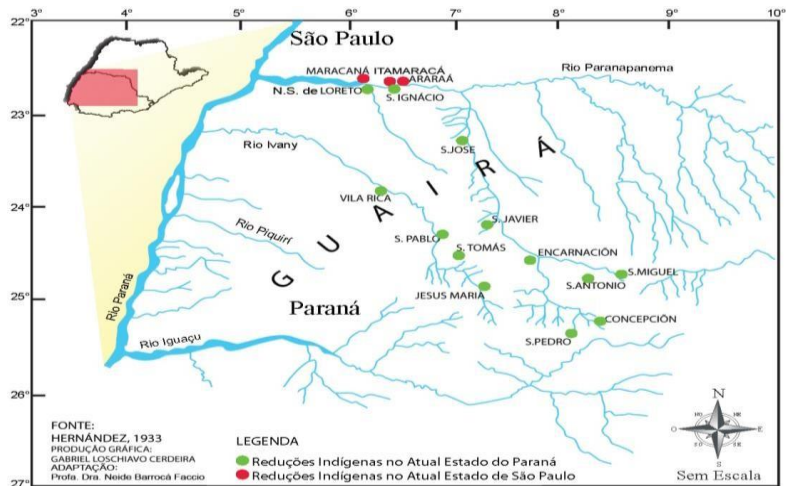 3° 4° 5° 6° 7° 8° 9° 10°
22°
São Paulo
MARACANÁ ITAMARACÁ
ARARAÁ
Rio Paranapanema
23°
N.S. de LORETO
S. IGNÁCIO
Rio Ivany
S.JOSE
GUAIRÁ
VILA RICA
24°
S. JAVIER
Rio Piquirí
S. PABLO
S. TOMÁS
ENCARNACIÓN
S.MIGUEL
S.ANTONIO
25°
JESUS MARIA
Rio Paraná
Paraná
CONCEPCIÓN
S.PEDRO
Rio Iguaçu
26°
27°
FONTE:
HERNÁNDEZ, 1933
PRODUÇÃO GRÁFICA:
GABRIEL LOSCHIAVO CERDEIRA
ADAPTAÇÃO:
Profa. Dra. Neide Barrocá Faccio
LEGENDA
Reduções Indígenas no Atual Estado do Paraná
Reduções Indígenas no Atual Estado de São Paulo
N
O E
S
Sem Escala